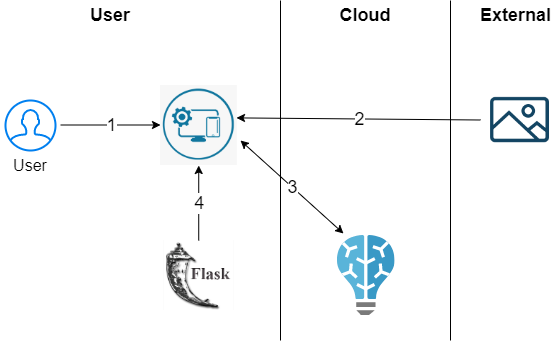 User
Cloud
External
1
2
User
3
4
Flask